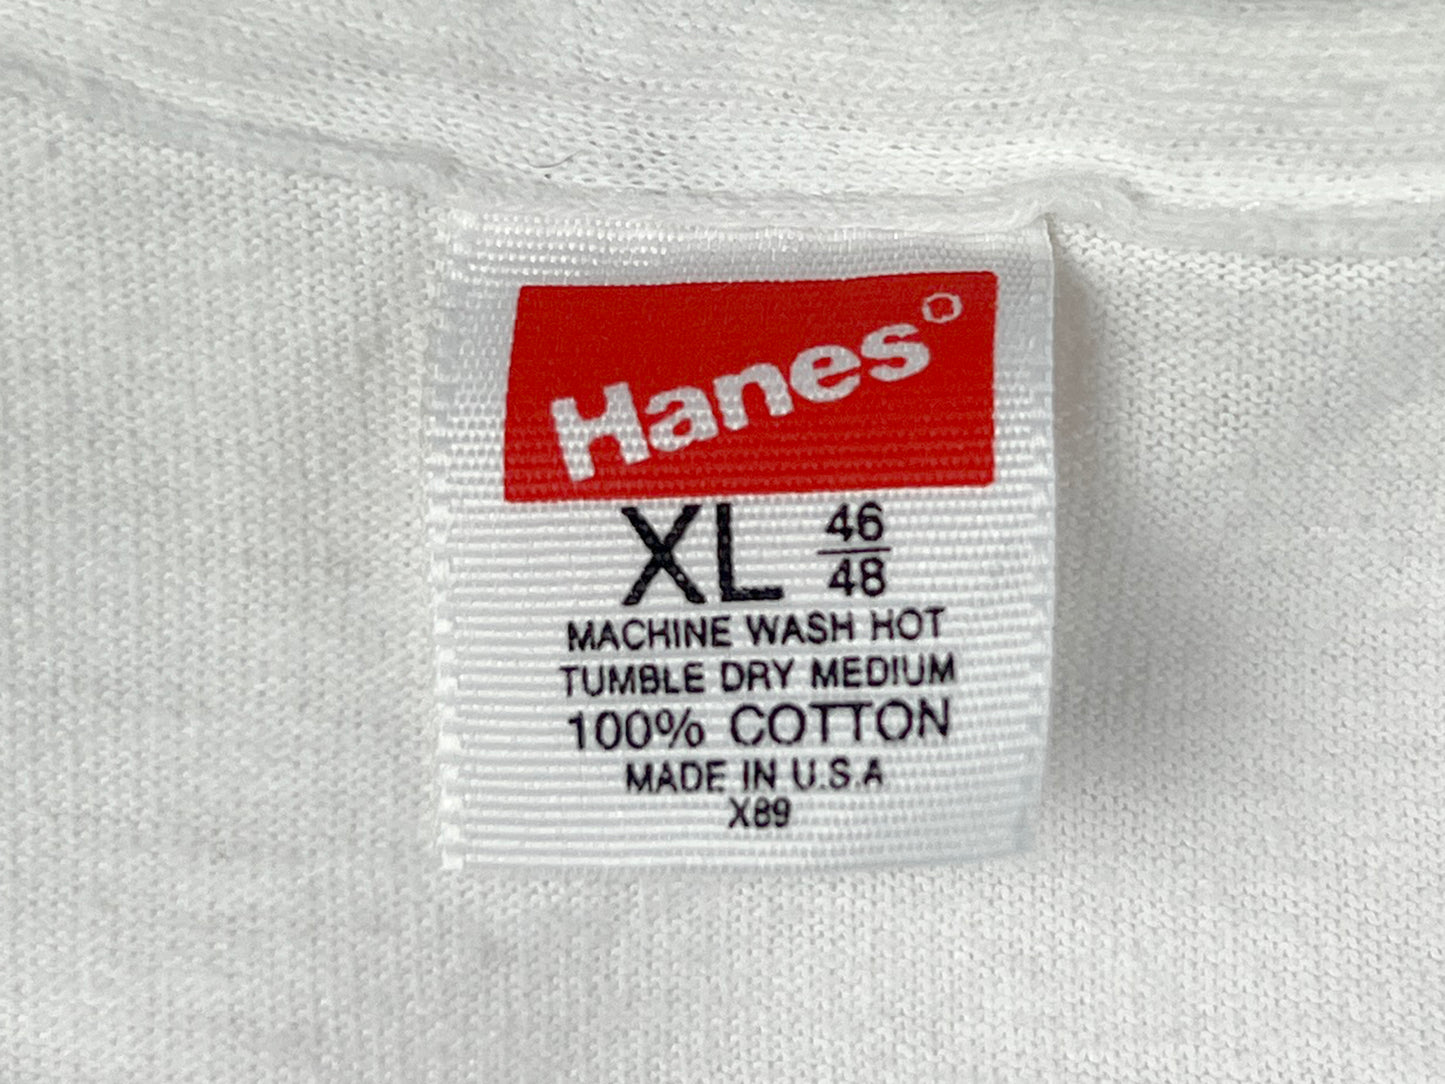 Hanes
XL 46/48
MACHINE WASH HOT
TUMBLE DRY MEDIUM
100% COTTON
MADE IN U.S.A
X89